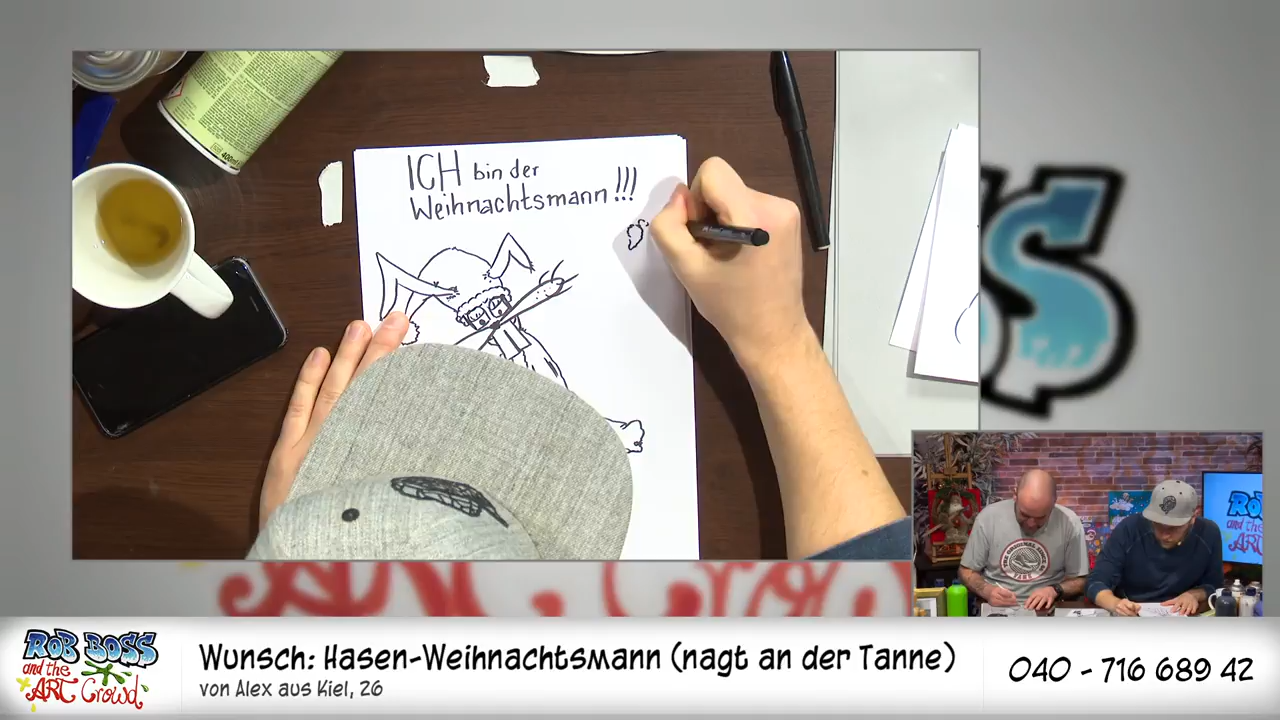 ICH bin der
Weihnachtsmann !!!
ROB BOSS
and the
ART Crowd
Wunsch: Hasen-Weihnachtsmann (nagt an der Tanne)
von Alex aus Kiel, 26
040 - 716 689 42